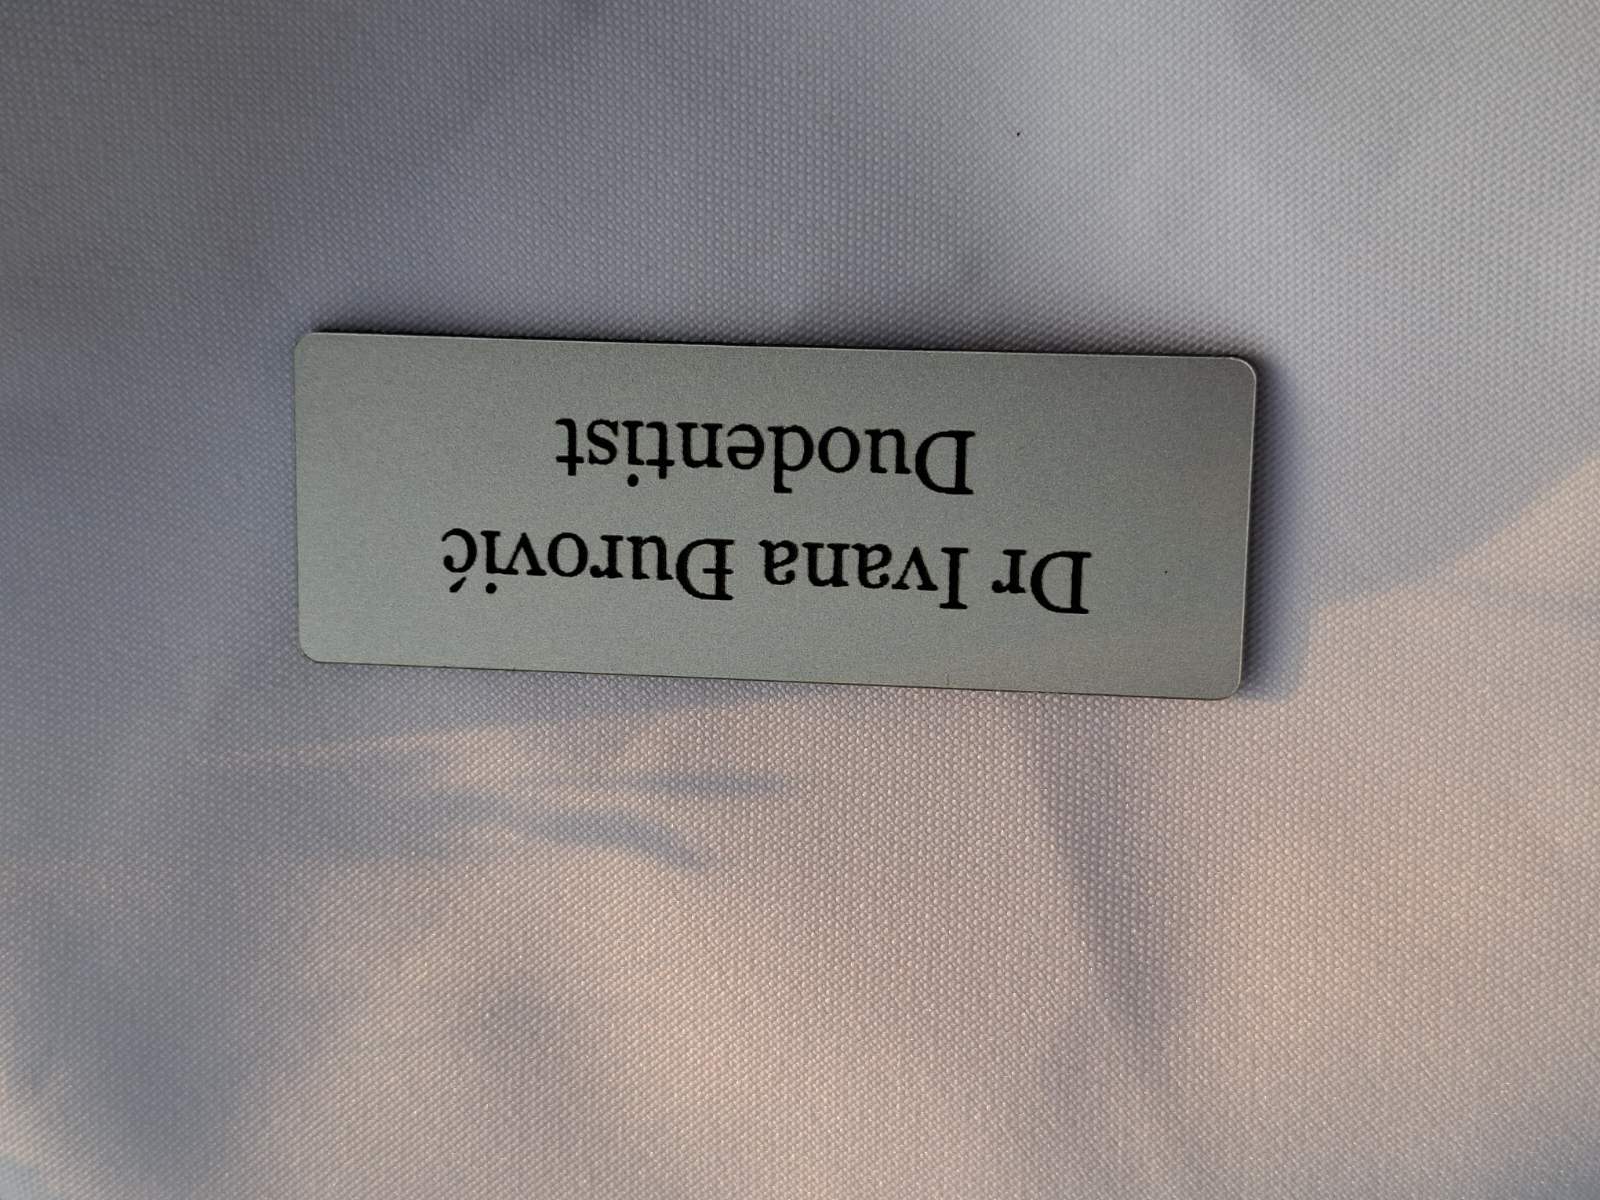 Dr Ivana Đurović
Duodentist